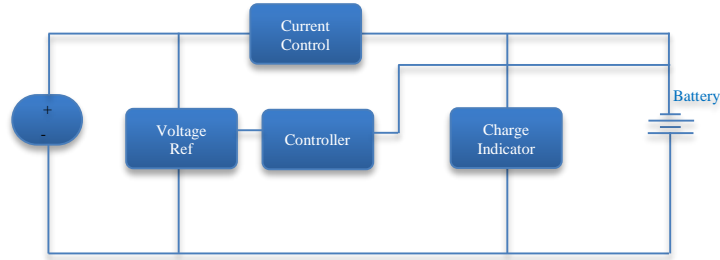 Current
Control
+
-
Voltage
Ref
Controller
Charge
Indicator
Battery